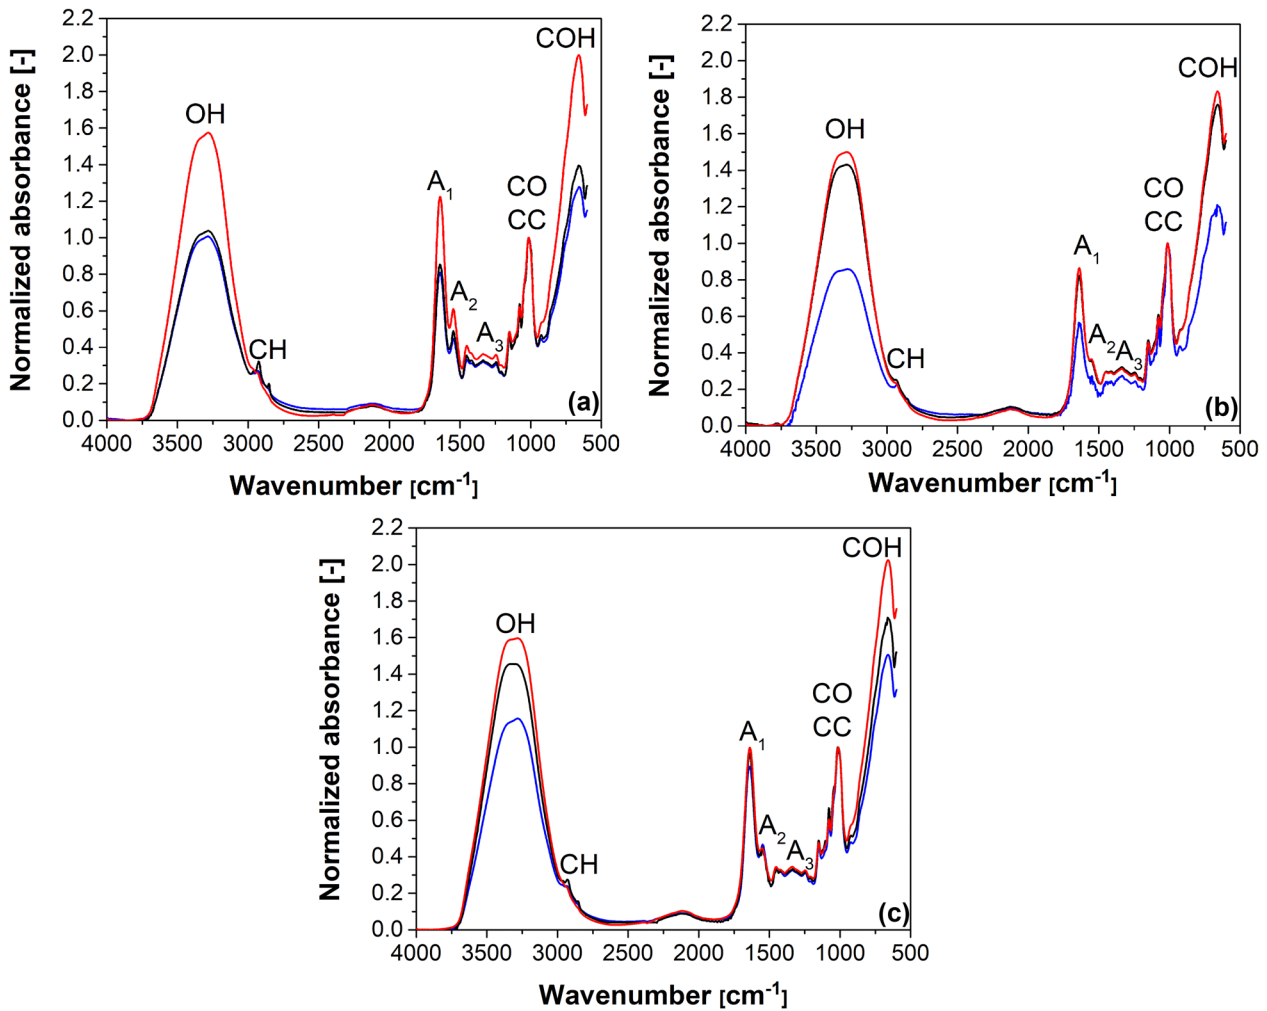 2.2
2.0
1.8
1.6
1.4
1.2
1.0
0.8
0.6
0.4
0.2
0.0
Normalized absorbance [-]
OH
CH
A1
A2
A3
CO
CC
COH
(a)
4000 3500 3000 2500 2000 1500 1000 500
Wavenumber [cm-1]
2.2
2.0
1.8
1.6
1.4
1.2
1.0
0.8
0.6
0.4
0.2
0.0
Normalized absorbance [-]
OH
CH
A1
A2
A3
CO
CC
COH
(b)
4000 3500 3000 2500 2000 1500 1000 500
Wavenumber [cm-1]
2.2
2.0
1.8
1.6
1.4
1.2
1.0
0.8
0.6
0.4
0.2
0.0
Normalized absorbance [-]
OH
CH
A1
A2
A3
CO
CC
COH
(c)
4000 3500 3000 2500 2000 1500 1000 500
Wavenumber [cm-1]